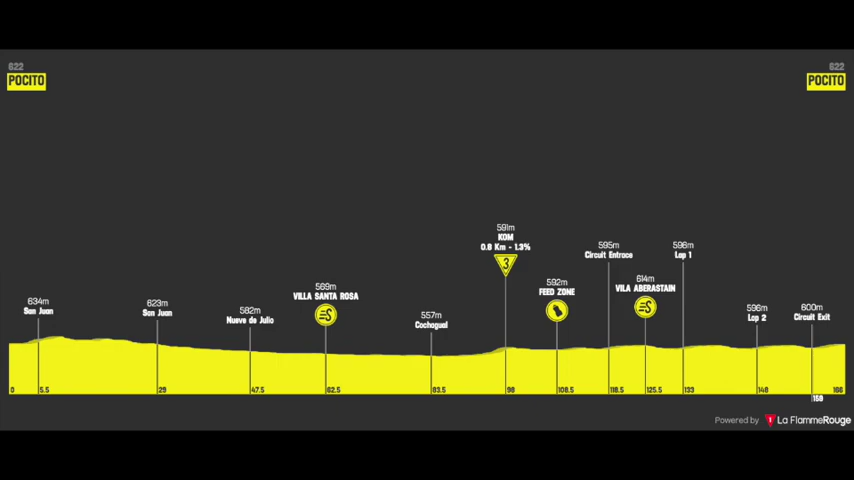 622
POCITO
622
POCITO
634m
San Juan
623m
San Juan
582m
Nueve de Julio
569m
VILLA SANTA ROSA
S
557m
Cochagual
591m
KOM
0.8 Km - 1.3%
3
592m
FEED ZONE
595m
Circuit Entrace
614m
VILA ABERASTAIN
S
596m
Lap 1
596m
Lap 2
600m
Circuit Exit
0
5.5
29
47.5
62.5
83.5
98
108.5
118.5
125.5
133
148
159
166
Powered by La FlammeRouge